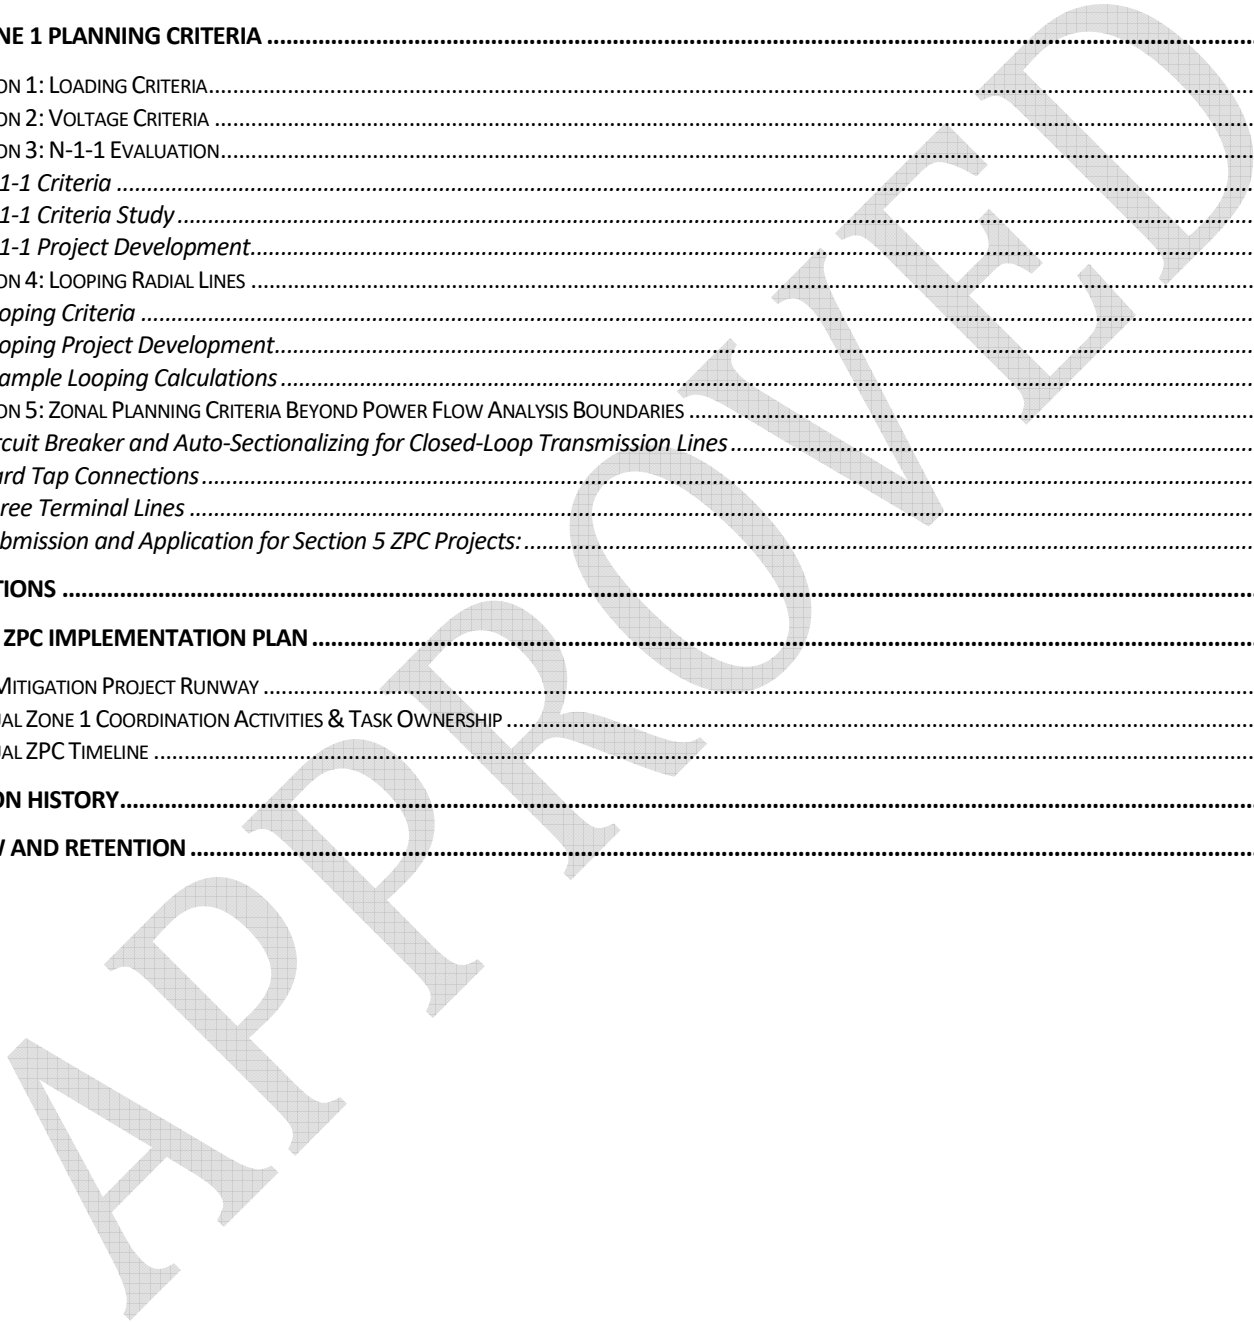 NE 1 PLANNING CRITERIA
ON 1: LOADING CRITERIA
ON 2: VOLTAGE CRITERIA
ON 3: N-1-1 EVALUATION
1-1 Criteria
1-1 Criteria Study
1-1 Project Development
ON 4: LOOPING RADIAL LINES
oping Criteria
oping Project Development
ample Looping Calculations
ON 5: ZONAL PLANNING CRITERIA BEYOND POWER FLOW ANALYSIS BOUNDARIES
rcuit Breaker and Auto-Sectionalizing for Closed-Loop Transmission Lines
ard Tap Connections
ree Terminal Lines
bmission and Application for Section 5 ZPC Projects:
TIONS
ZPC IMPLEMENTATION PLAN
MITIGATION PROJECT RUNWAY
AL ZONE 1 COORDINATION ACTIVITIES & TASK OWNERSHIP
AL ZPC TIMELINE
ON HISTORY
AND RETENTION
APPROVED